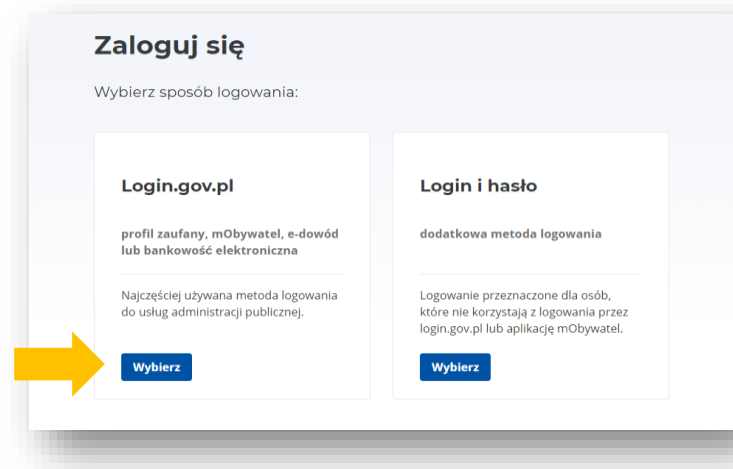 Zaloguj się
Wybierz sposób logowania:
Login.gov.pl
profil zaufany, mObywatel, e-dowód
lub bankowość elektroniczna
Najczęściej używana metoda logowania
do usług administracji publicznej.
Wybierz
Login i hasło
dodatkowa metoda logowania
Logowanie przeznaczone dla osób,
które nie korzystają z logowania przez
login.gov.pl lub aplikację mObywatel.
Wybierz